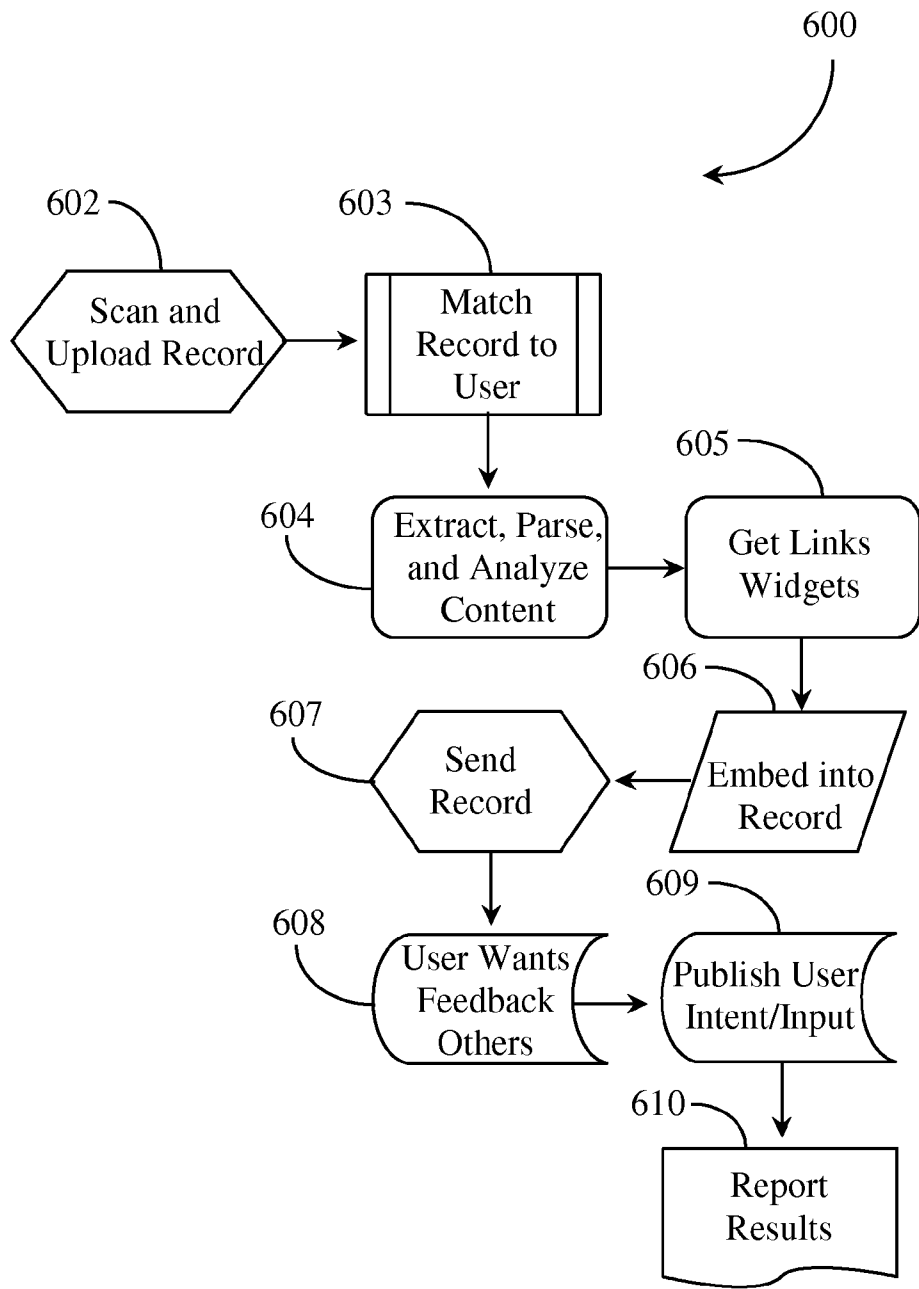 600
602
Scan and
Upload Record
603
Match
Record to
User
604
Extract, Parse,
and Analyze
Content
605
Get Links
Widgets
606
Embed into
Record
607
Send
Record
608
User Wants
Feedback
Others
609
Publish User
Intent/Input
610
Report
Results